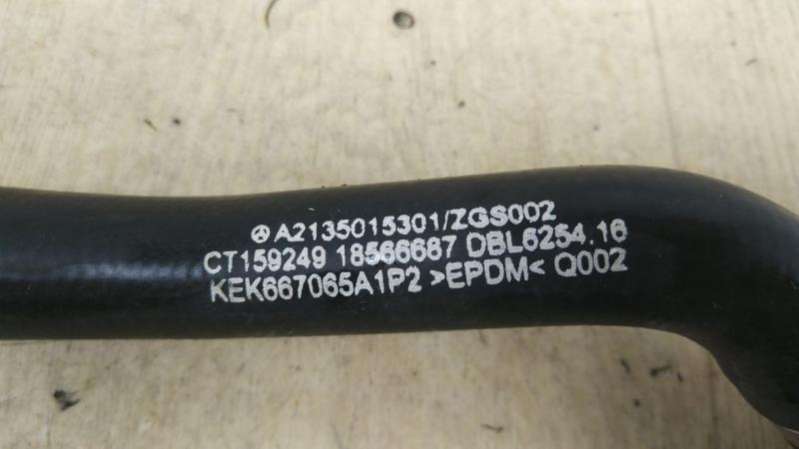 A2135015301/ZGS002
CT159249 18566687 DBL6254.16
KEK667065A1P2 >EPDM< Q002